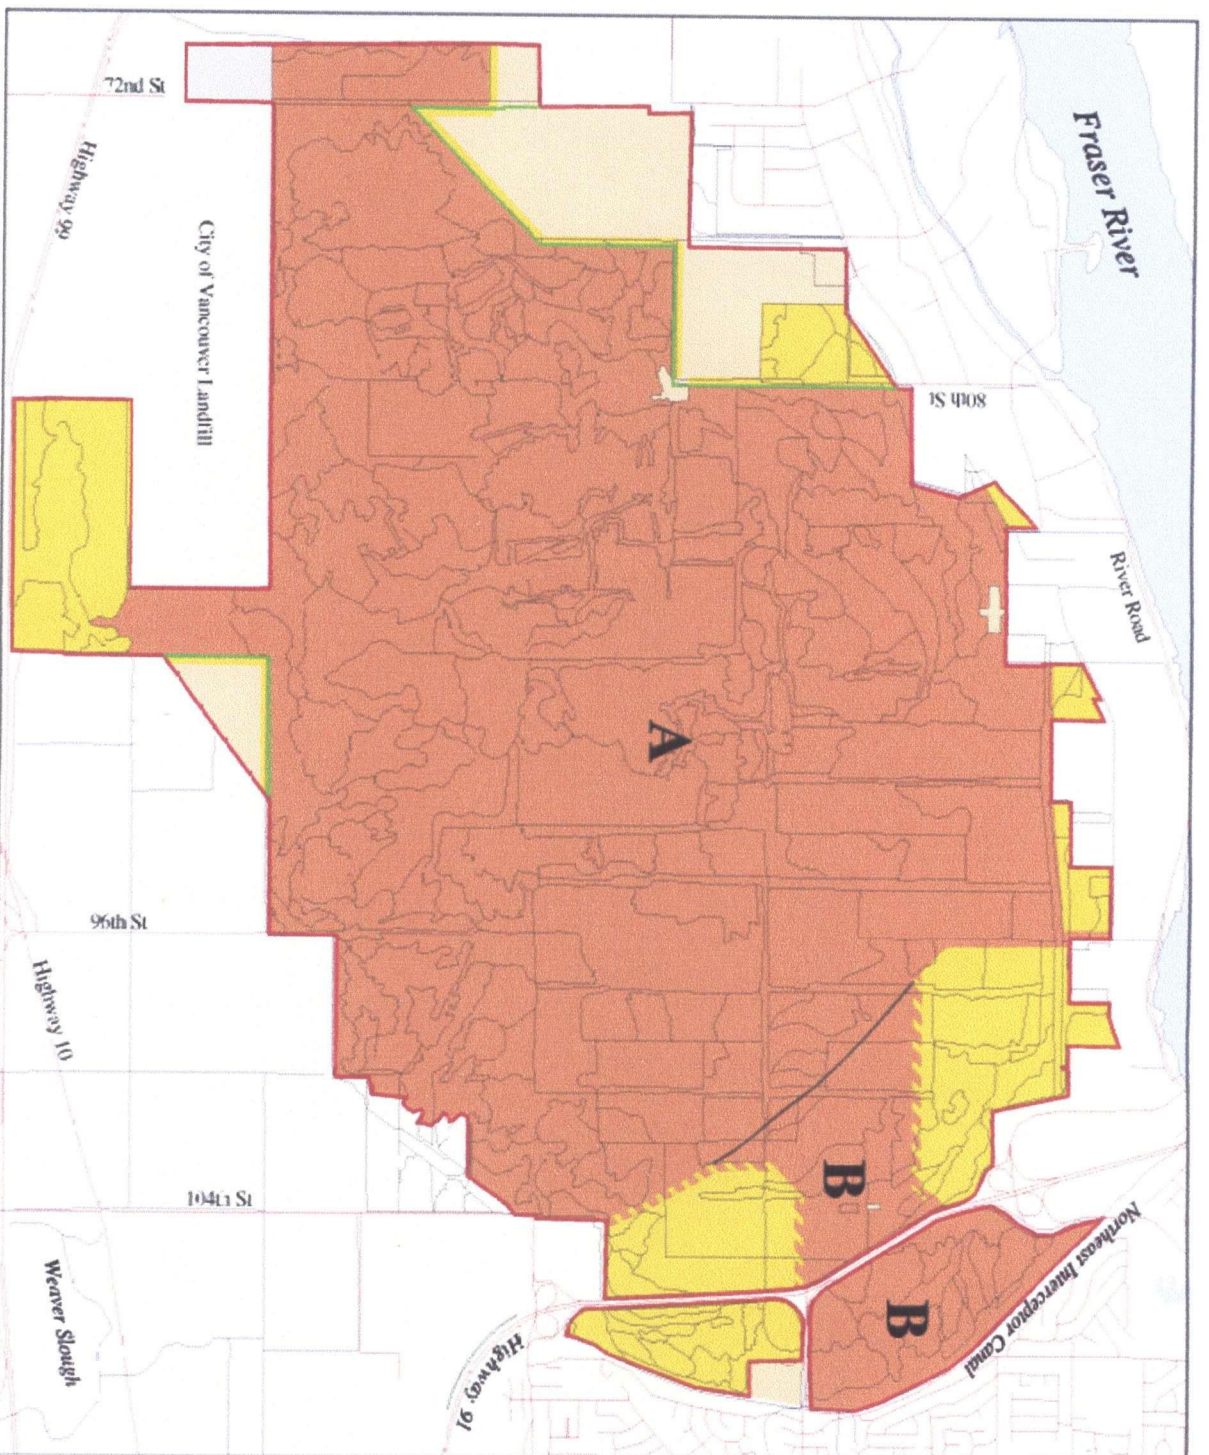 Fraser River
72nd St
Highway 99
City of Vancouver Landfill
80th St
River Road
A
96th St
Highway 10
B
104th St
Northeast Interceptor Canal
B
Weaver Slough
Highway 91